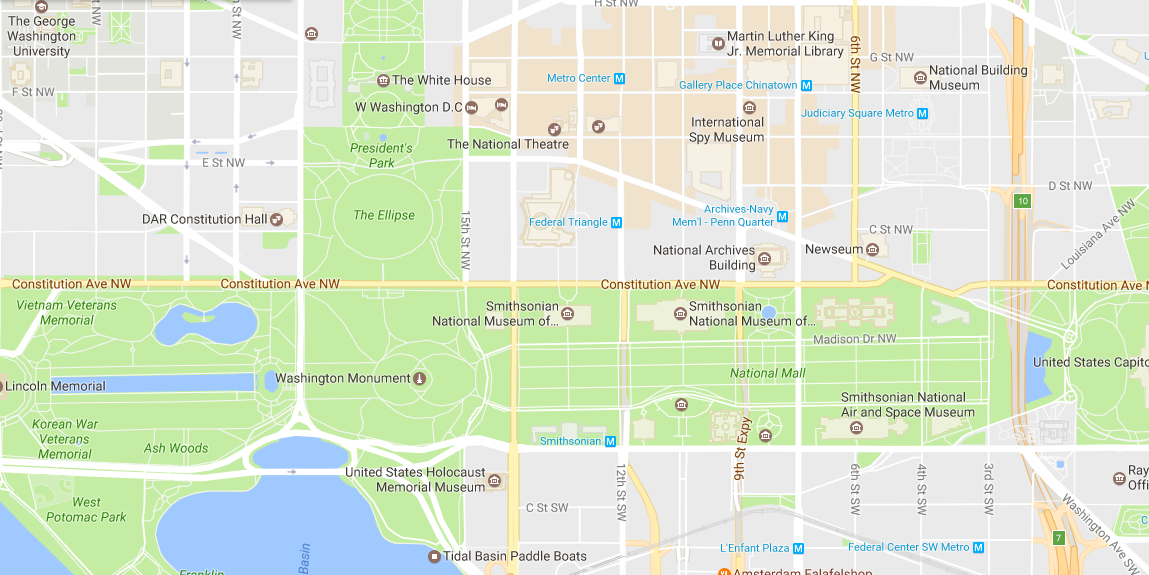 The George
Washington
University
H St NW
Martin Luther King
Jr. Memorial Library
6th St NW
G St NW
The White House
Metro Center M
Gallery Place Chinatown M
National Building
Museum
F St NW
W Washington D.C
International
Spy Museum
Judiciary Square Metro M
The National Theatre
President's
Park
E St NW
D St NW
DAR Constitution Hall
The Ellipse
15th St NW
Federal Triangle M
Archives-Navy
Mem'l - Penn Quarter M
10
Louisiana Ave NW
C St NW
National Archives
Building
Newseum
Constitution Ave NW
Constitution Ave NW
Constitution Ave NW
Constitution Ave N
Vietnam Veterans
Memorial
Smithsonian
National Museum of...
Smithsonian
National Museum of...
Madison Dr NW
United States Capito
Lincoln Memorial
Washington Monument
National Mall
Smithsonian National
Air and Space Museum
Korean War
Veterans
Memorial
Ash Woods
Smithsonian M
9th St Expy
United States Holocaust
Memorial Museum
12th St SW
6th St SW
4th St SW
3rd St SW
Ray
Offi
West
Potomac Park
C St SW
Washington Ave SW
7
C
Basin
Tidal Basin Paddle Boats
L'Enfant Plaza M
Federal Center SW Metro M
Franklin
Amsterdam Falafelshop